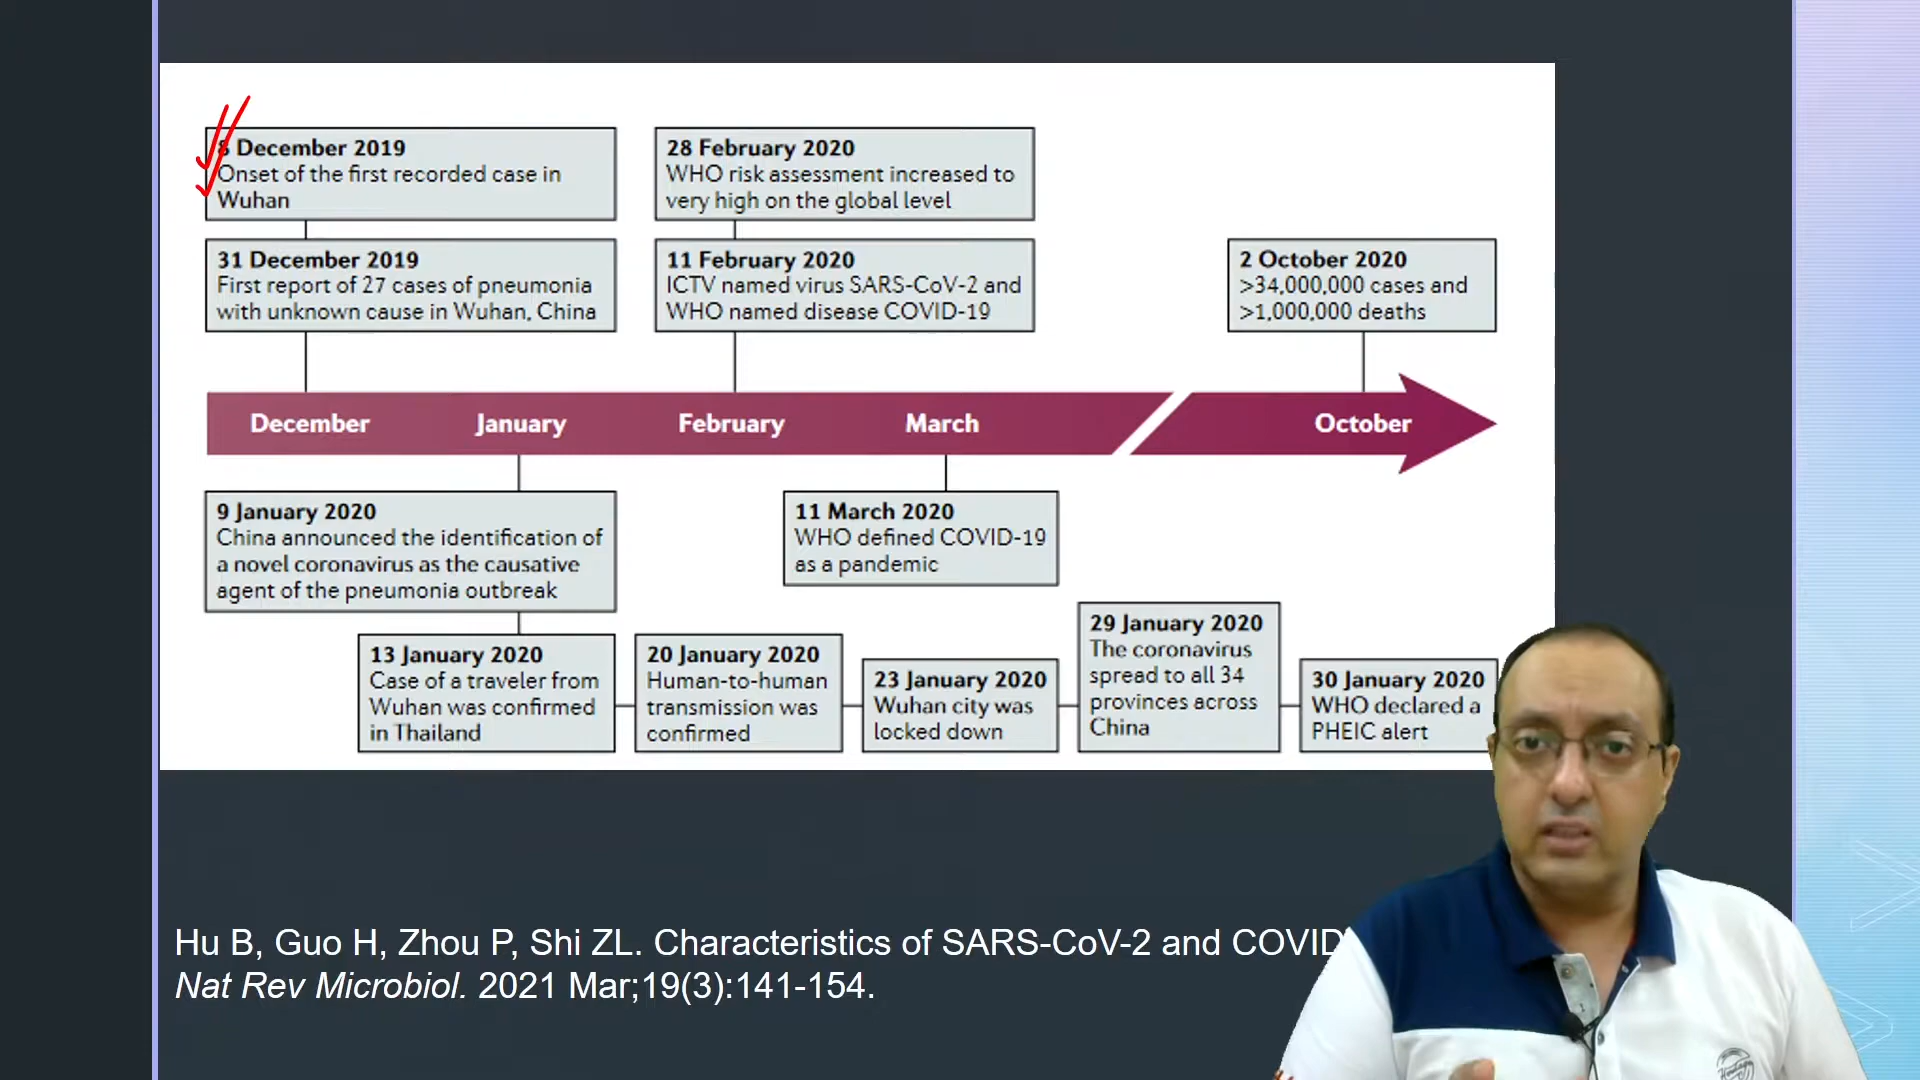 8 December 2019
Onset of the first recorded case in
Wuhan
31 December 2019
First report of 27 cases of pneumonia
with unknown cause in Wuhan, China
28 February 2020
WHO risk assessment increased to
very high on the global level
11 February 2020
ICTV named virus SARS-CoV-2 and
WHO named disease COVID-19
2 October 2020
>34,000,000 cases and
>1,000,000 deaths
December January February March October
9 January 2020
China announced the identification of
a novel coronavirus as the causative
agent of the pneumonia outbreak
11 March 2020
WHO defined COVID-19
as a pandemic
13 January 2020
Case of a traveler from
Wuhan was confirmed
in Thailand
20 January 2020
Human-to-human
transmission was
confirmed
23 January 2020
Wuhan city was
locked down
29 January 2020
The coronavirus
spread to all 34
provinces across
China
30 January 2020
WHO declared a
PHEIC alert
Hu B, Guo H, Zhou P, Shi ZL. Characteristics of SARS-CoV-2 and COVID
Nat Rev Microbiol. 2021 Mar;19(3):141-154.